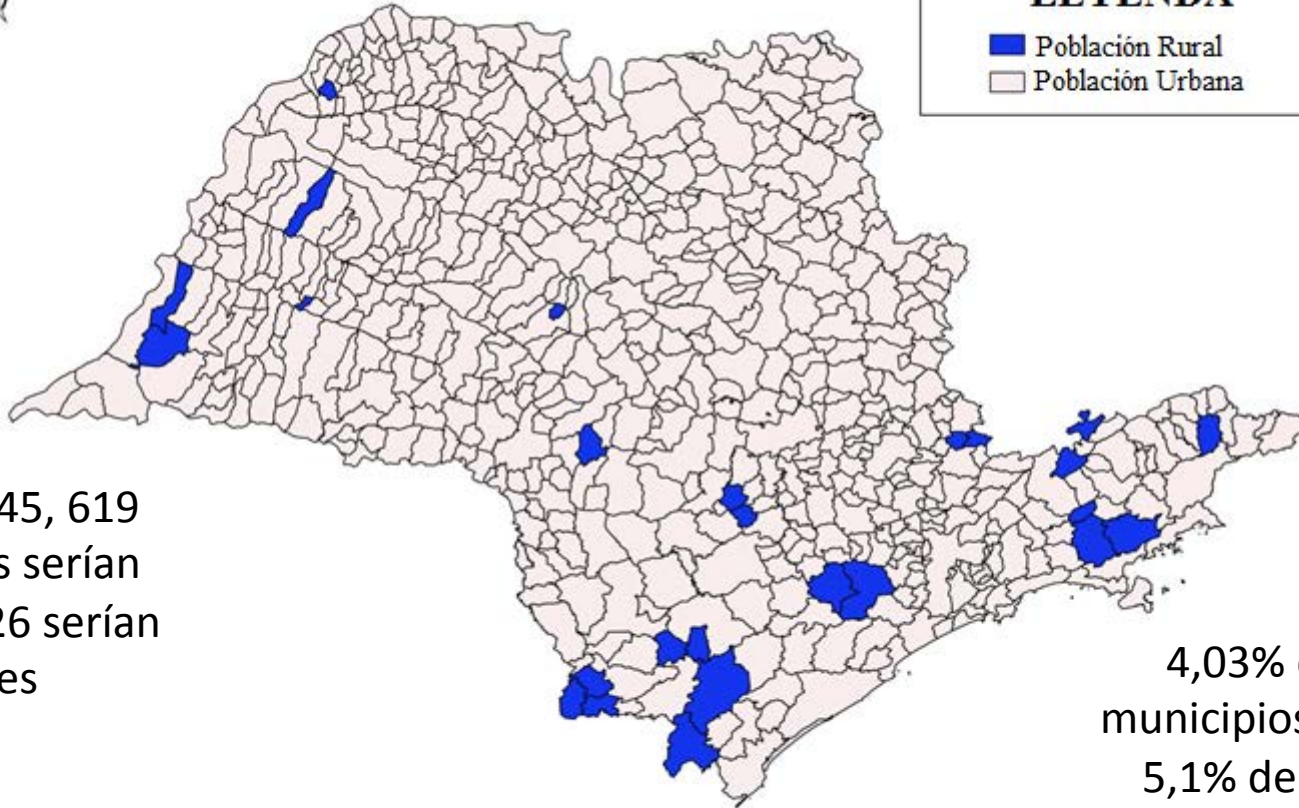 LEYENDA
Población Rural
Población Urbana
45, 619
s serían
26 serían
es
4,03%
municipios
5,1% de